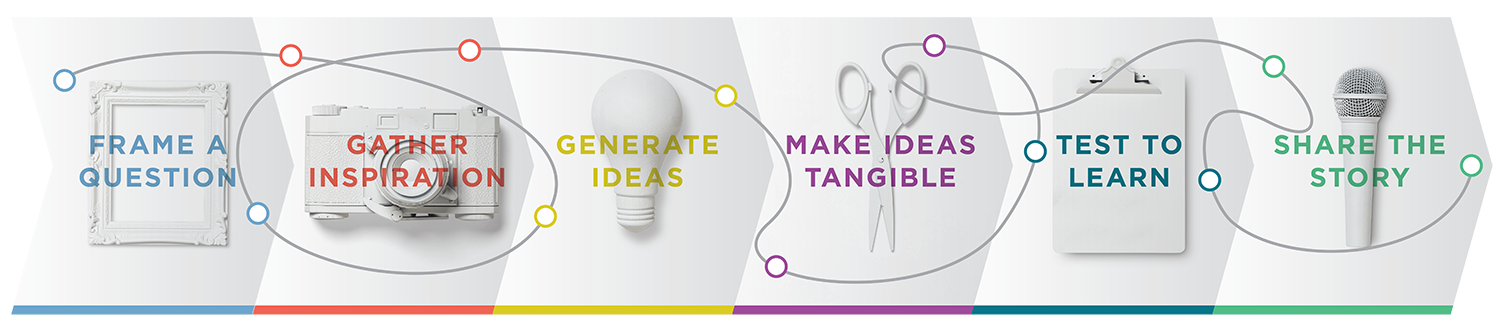 FRAME A
QUESTION
GATHER
INSPIRATION
GENERATE
IDEAS
MAKE IDEAS
TANGIBLE
TEST TO
LEARN
SHARE THE
STORY